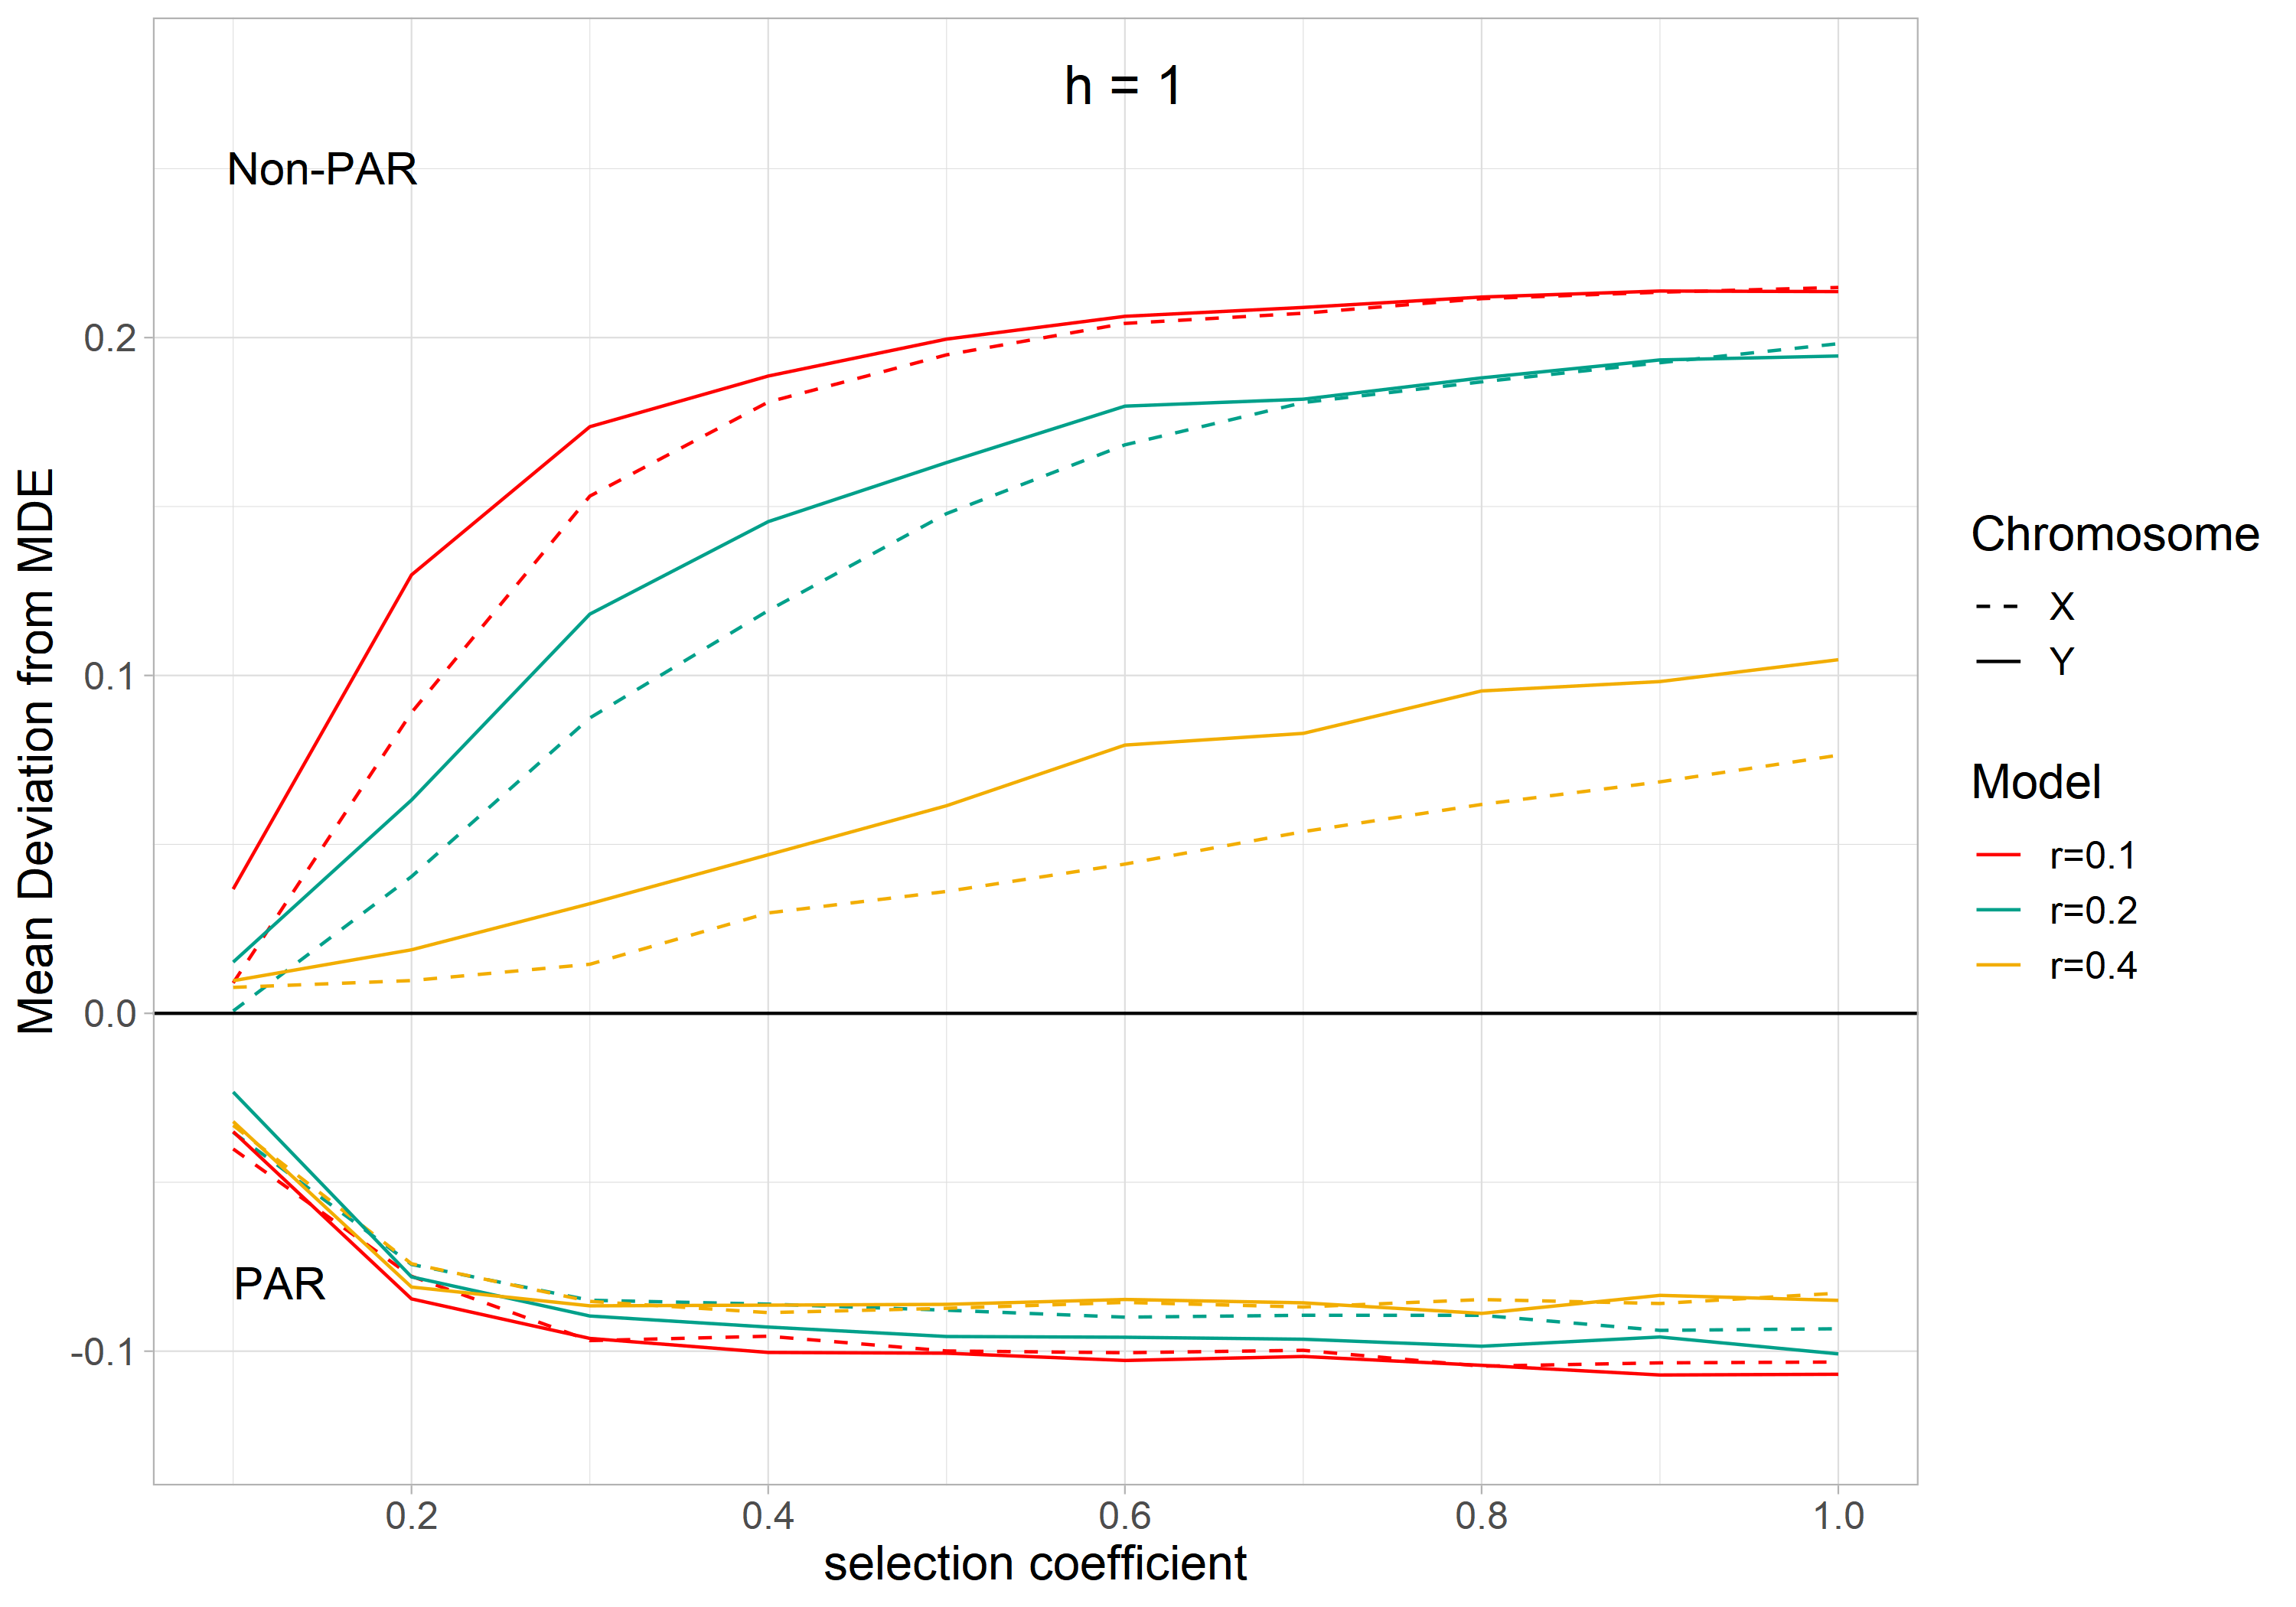 h = 1
Non-PAR
PAR
Mean Deviation from MDE
0.2
0.1
0.0
-0.1
0.2
0.4
0.6
0.8
1.0
selection coefficient
Chromosome
X
Y
Model
r=0.1
r=0.2
r=0.4